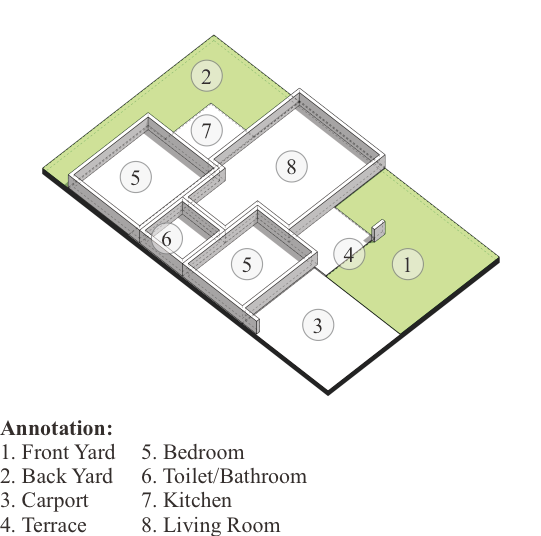 2
7
5
8
6
5
4
1
3
Annotation:
1. Front Yard 5. Bedroom
2. Back Yard 6. Toilet/Bathroom
3. Carport 7. Kitchen
4. Terrace 8. Living Room